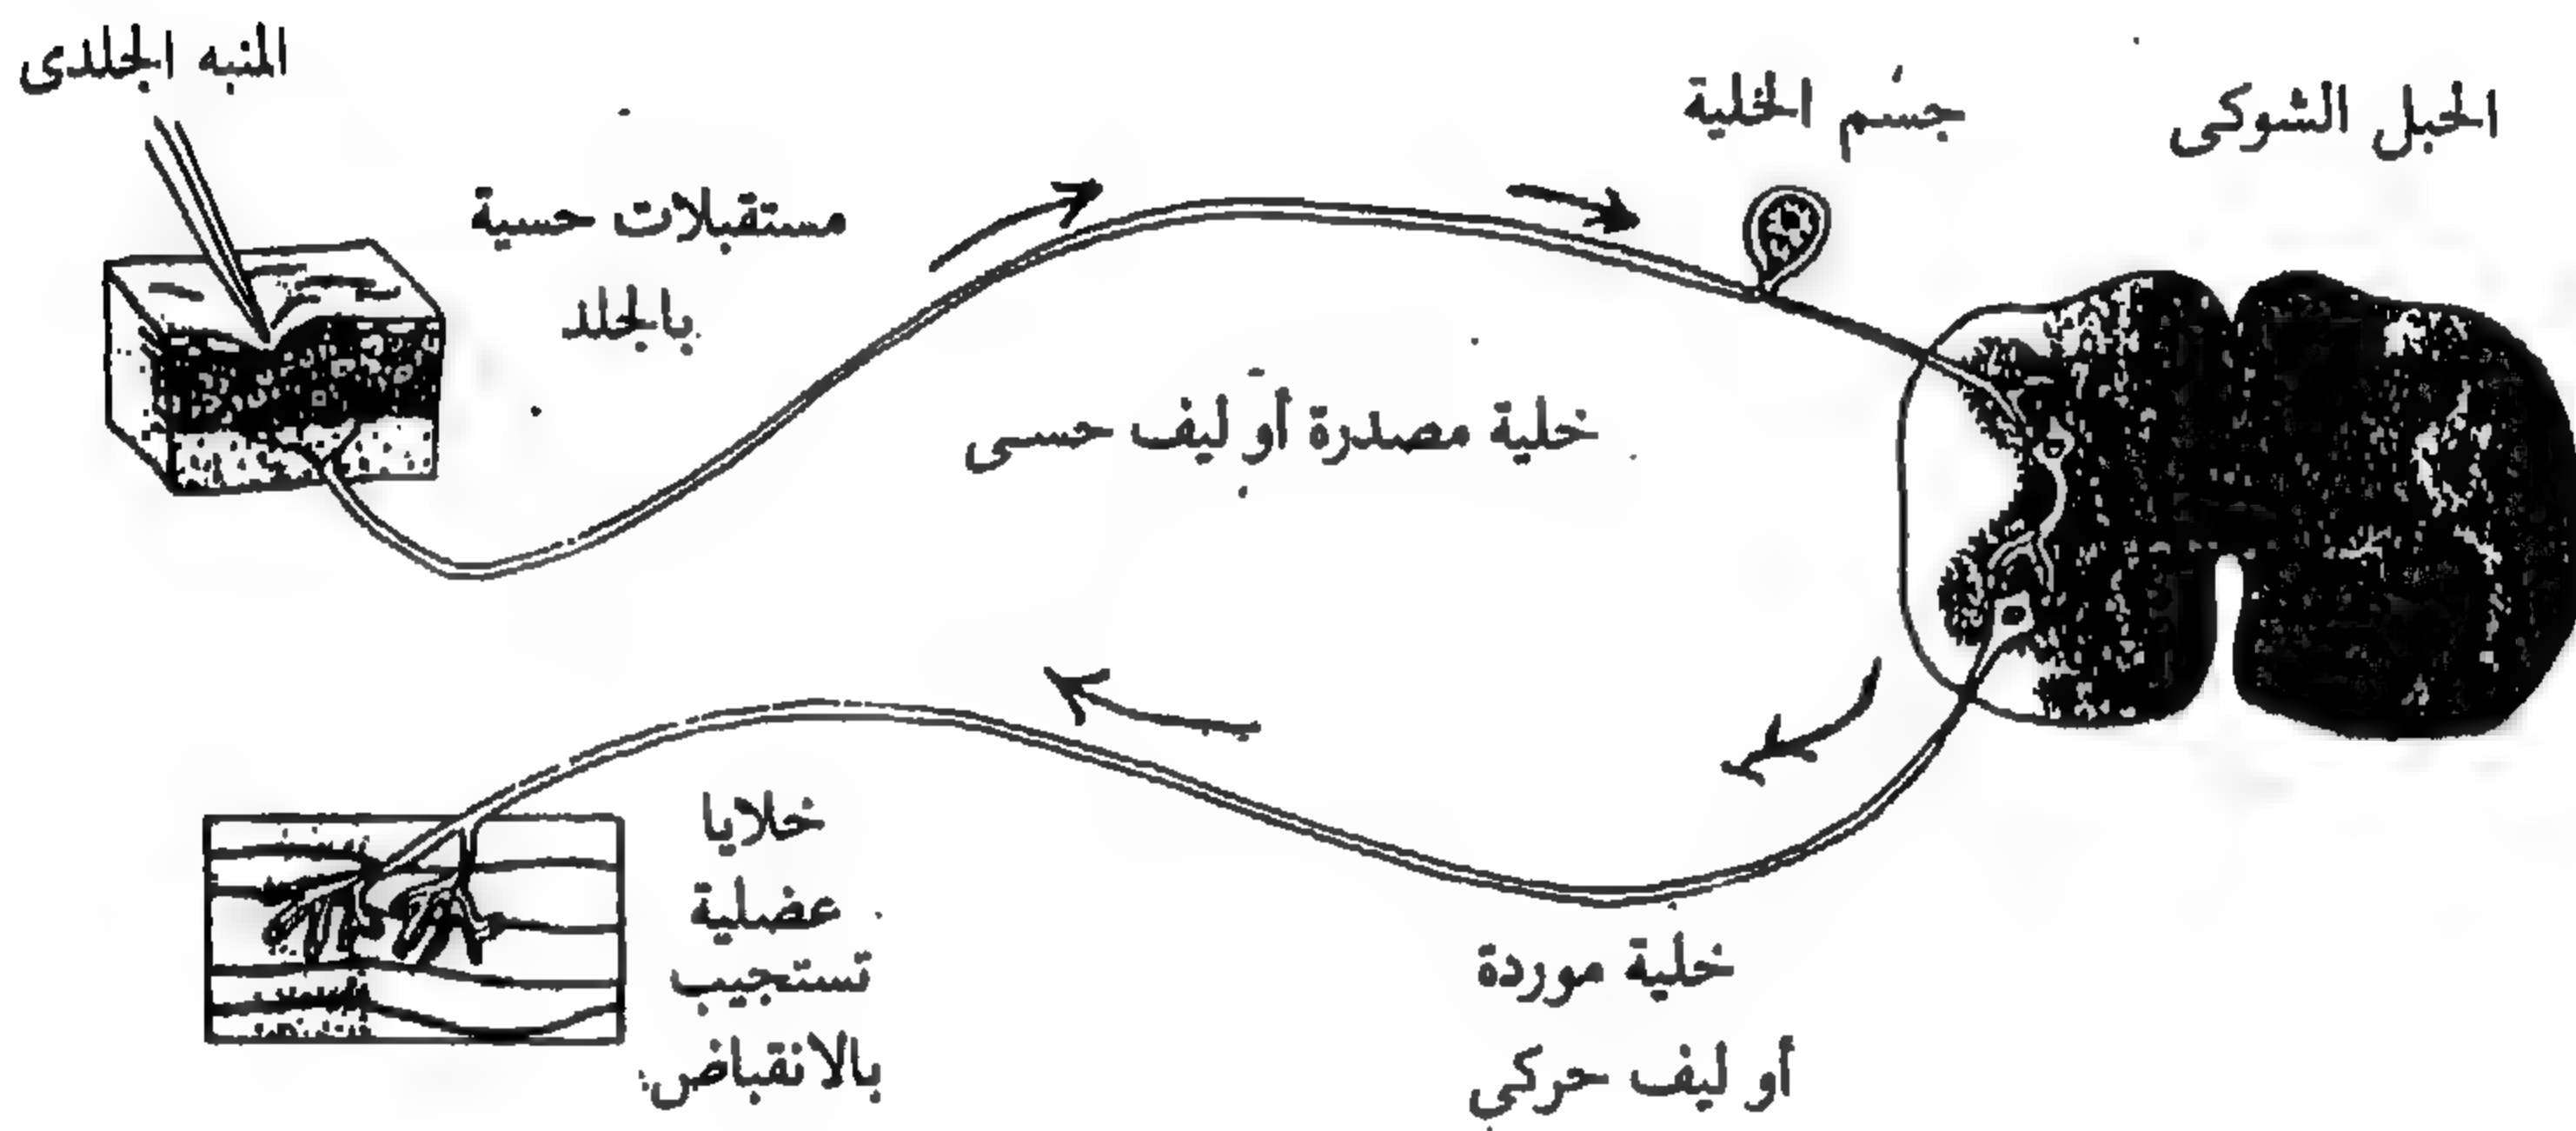 المنبه الجلدى
جسم الخلية
الحبل الشوكى
مستقبلات حسية
بالجلد
خلية مصدرة أو ليف حسى
خلايا
عضلية
تستجيب
بالانقباض
خلية موردة
أو ليف حركى